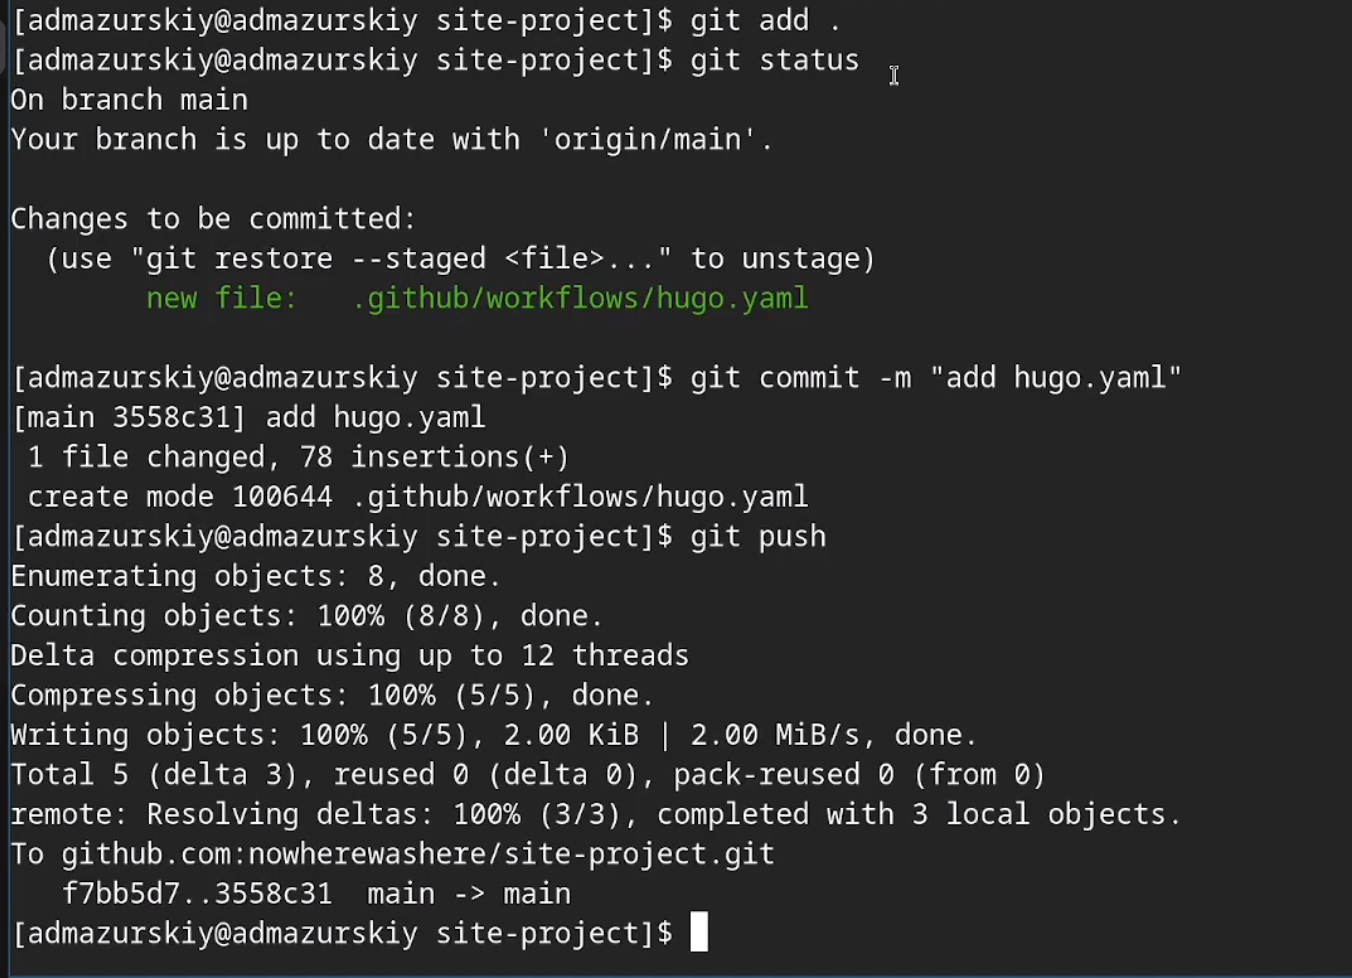 [admazurskiy@admazurskiy site-project]$ git add .
[admazurskiy@admazurskiy site-project]$ git status
On branch main
Your branch is up to date with 'origin/main'.
Changes to be committed:
  (use "git restore --staged <file>..." to unstage)
        new file:   .github/workflows/hugo.yaml
[admazurskiy@admazurskiy site-project]$ git commit -m "add hugo.yaml"
[main 3558c31] add hugo.yaml
 1 file changed, 78 insertions(+)
 create mode 100644 .github/workflows/hugo.yaml
[admazurskiy@admazurskiy site-project]$ git push
Enumerating objects: 8, done.
Counting objects: 100% (8/8), done.
Delta compression using up to 12 threads
Compressing objects: 100% (5/5), done.
Writing objects: 100% (5/5), 2.00 KiB | 2.00 MiB/s, done.
Total 5 (delta 3), reused 0 (delta 0), pack-reused 0 (from 0)
remote: Resolving deltas: 100% (3/3), completed with 3 local objects.
To github.com:nowherewashere/site-project.git
   f7bb5d7..3558c31  main -> main
[admazurskiy@admazurskiy site-project]$